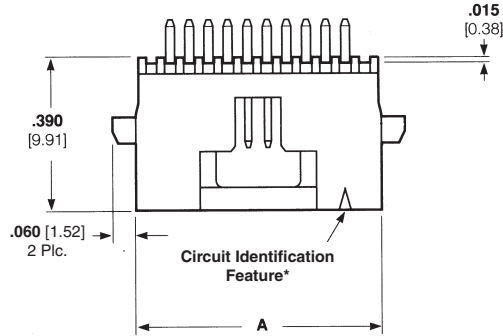 .015
[0.38]
.390
[9.91]
.060 [1.52]
2 Plc.
Circuit Identification
Feature*
A